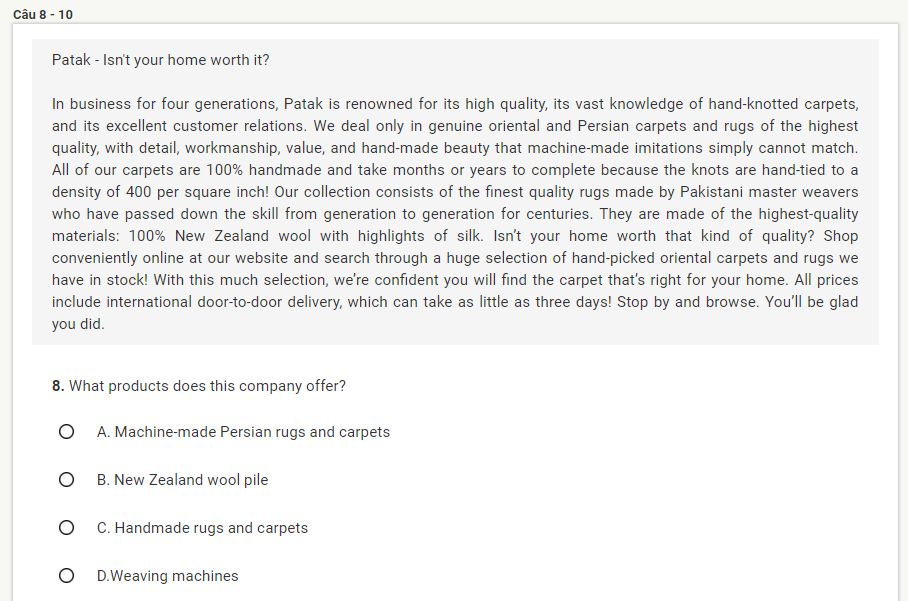 Câu 8 - 10
Patak - Isn't your home worth it?
In business for four generations, Patak is renowned for its high quality, its vast knowledge of hand-knotted carpets,
and its excellent customer relations. We deal only in genuine oriental and Persian carpets and rugs of the highest
quality, with detail, workmanship, value, and hand-made beauty that machine-made imitations simply cannot match.
All of our carpets are 100% handmade and take months or years to complete because the knots are hand-tied to a
density of 400 per square inch! Our collection consists of the finest quality rugs made by Pakistani master weavers
who have passed down the skill from generation to generation for centuries. They are made of the highest-quality
materials: 100% New Zealand wool with highlights of silk. Isn’t your home worth that kind of quality? Shop
conveniently online at our website and search through a huge selection of hand-picked oriental carpets and rugs we
have in stock! With this much selection, we’re confident you will find the carpet that’s right for your home. All prices
include international door-to-door delivery, which can take as little as three days! Stop by and browse. You’ll be glad
you did.
8. What products does this company offer?
A. Machine-made Persian rugs and carpets
B. New Zealand wool pile
C. Handmade rugs and carpets
D.Weaving machines